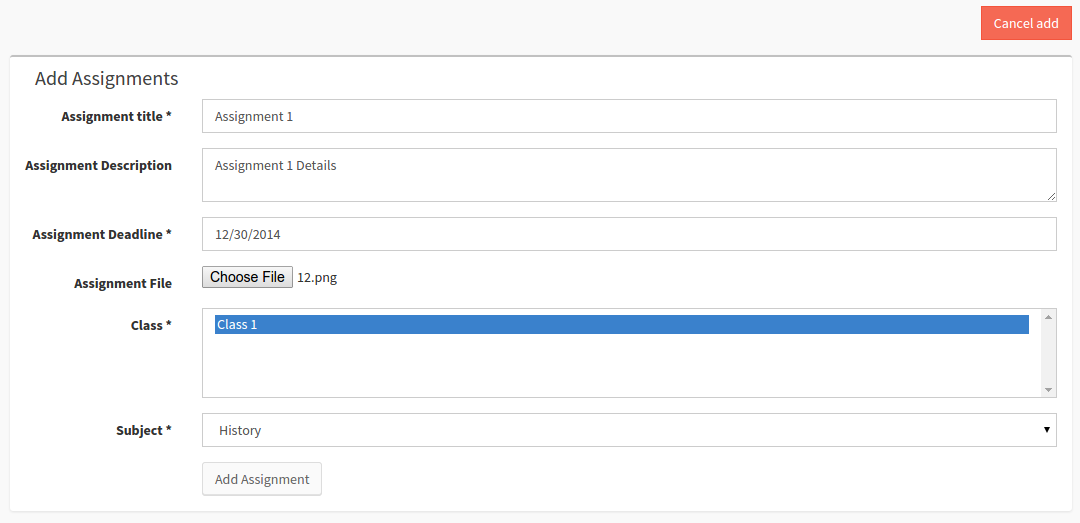 Cancel add
Add Assignments
Assignment title * Assignment 1
Assignment Description Assignment 1 Details
Assignment Deadline * 12/30/2014
Assignment File Choose File 12.png
Class * Class 1
Subject * History
Add Assignment